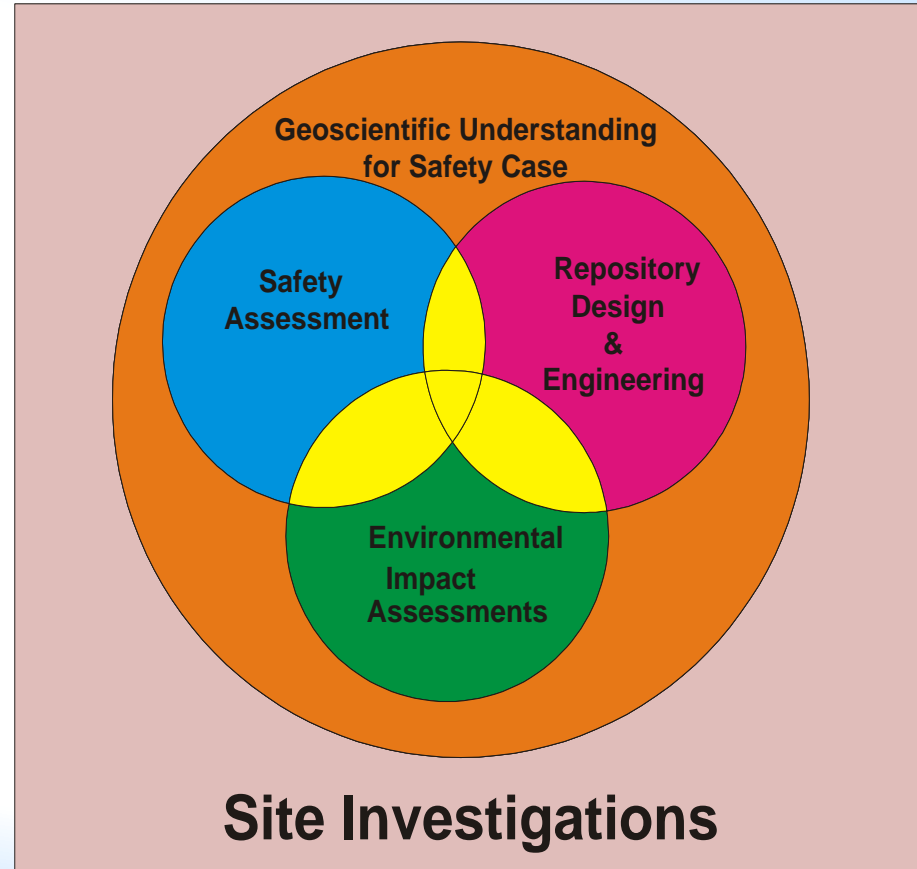 Geoscientific Understanding
for Safety Case
Safety
Assessment
Repository
Design
&
Engineering
Environmental
Impact
Assessments
Site Investigations